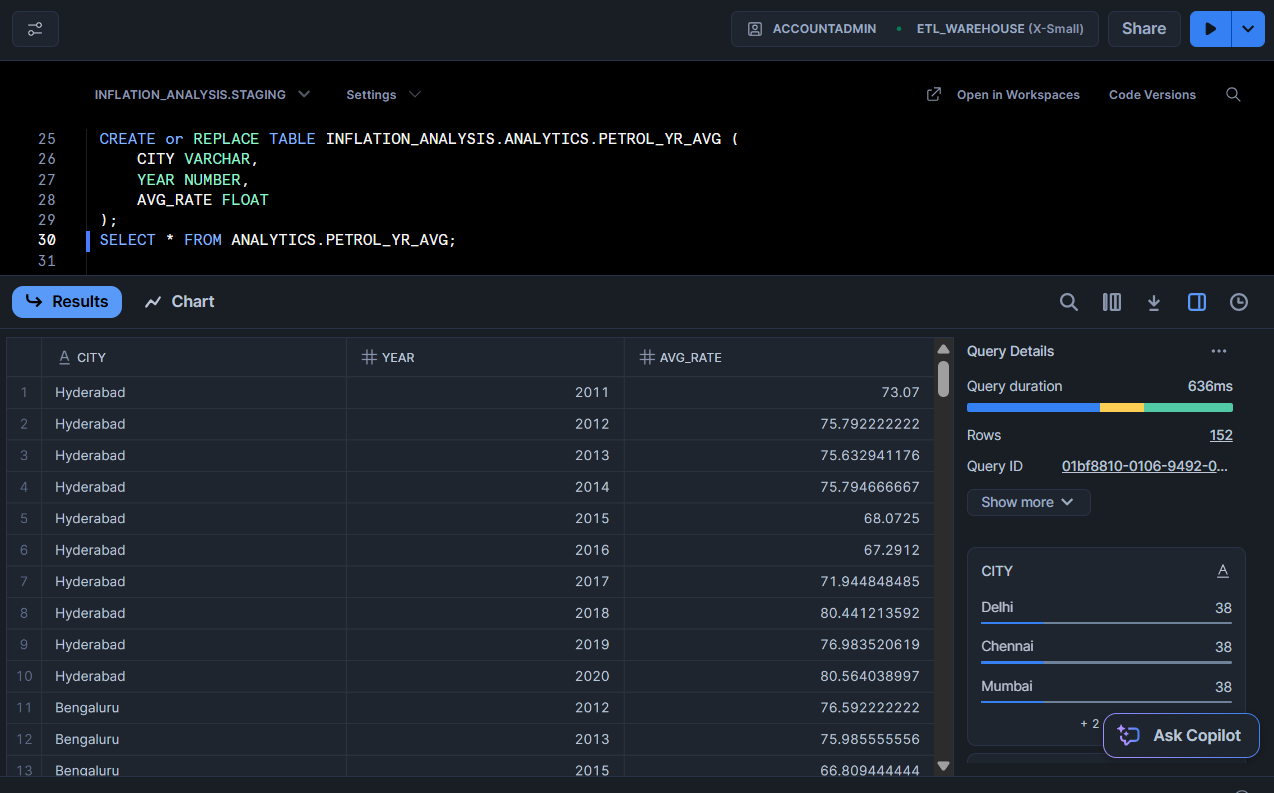 ACCOUNTADMIN • ETL_WAREHOUSE (X-Small) Share
INFLATION_ANALYSIS.STAGING Settings Open in Workspaces Code Versions
25 CREATE or REPLACE TABLE INFLATION_ANALYSIS.ANALYTICS.PETROL_YR_AVG (
26 CITY VARCHAR,
27 YEAR NUMBER,
28 AVG_RATE FLOAT
29 );
30 SELECT * FROM ANALYTICS.PETROL_YR_AVG;
31
Results Chart
A CITY # YEAR # AVG_RATE
1 Hyderabad 2011 73.07
2 Hyderabad 2012 75.792222222
3 Hyderabad 2013 75.632941176
4 Hyderabad 2014 75.794666667
5 Hyderabad 2015 68.0725
6 Hyderabad 2016 67.2912
7 Hyderabad 2017 71.944848485
8 Hyderabad 2018 80.441213592
9 Hyderabad 2019 76.983520619
10 Hyderabad 2020 80.564038997
11 Bengaluru 2012 76.592222222
12 Bengaluru 2013 75.985555556
13 Bengaluru 2015 66.809444444
Query Details ...
Query duration 636ms
Rows 152
Query ID 01bf8810-0106-9492-0...
Show more
CITY A
Delhi 38
Chennai 38
Mumbai 38
+ 2
Ask Copilot